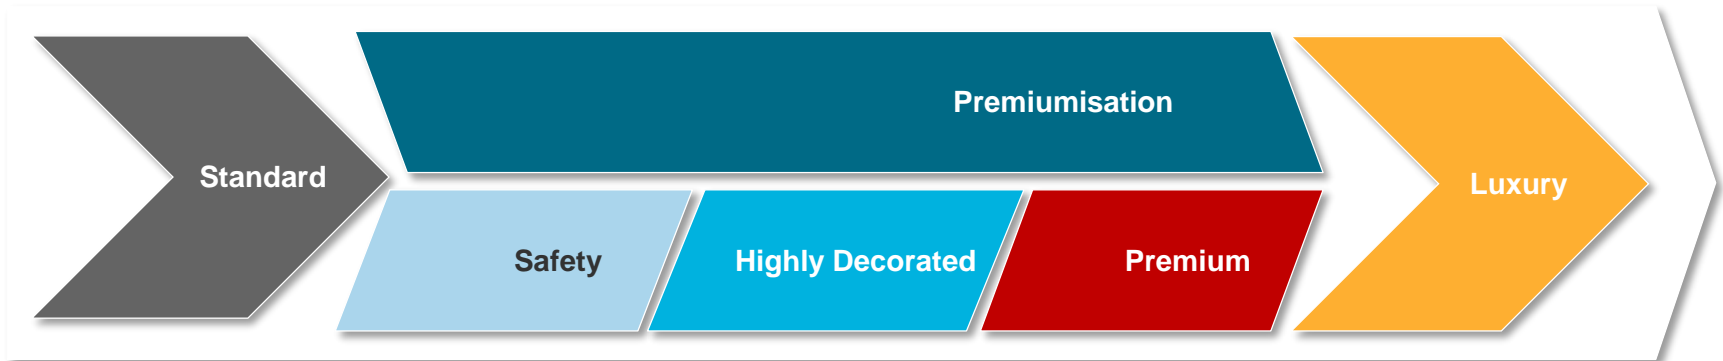 Standard
Premiumisation
Safety
Highly Decorated
Premium
Luxury